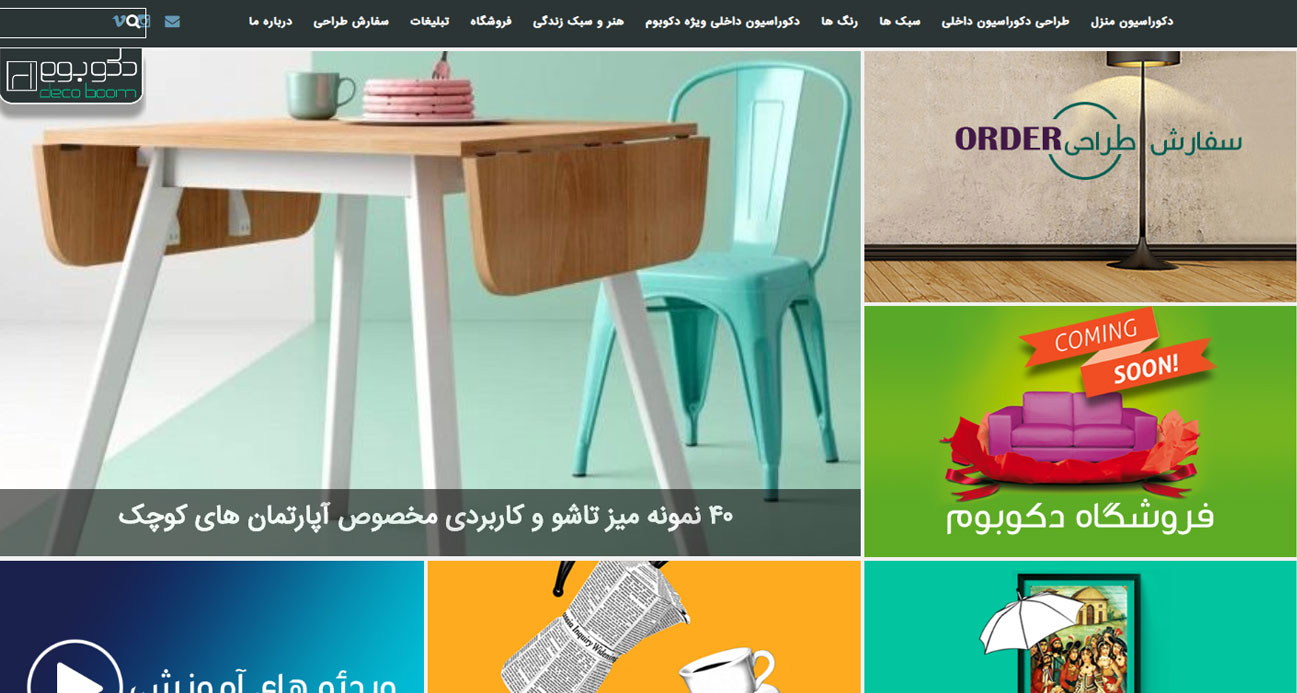 دکوراسیون منزل
طراحی دکوراسیون داخلی
سبک ها
رنگ ها
دکوراسیون داخلی ویژه دکوبوم
هنر و سبک زندگی
فروشگاه
تبلیغات
سفارش طراحی
درباره ما
دکوبوم
deco boom
سفارش طراحی ORDER
COMING
SOON!
فروشگاه دکوبوم
۴۰ نمونه میز تاشو و کاربردی مخصوص آپارتمان های کوچک
ویدئو های آموزشی
Inquiry